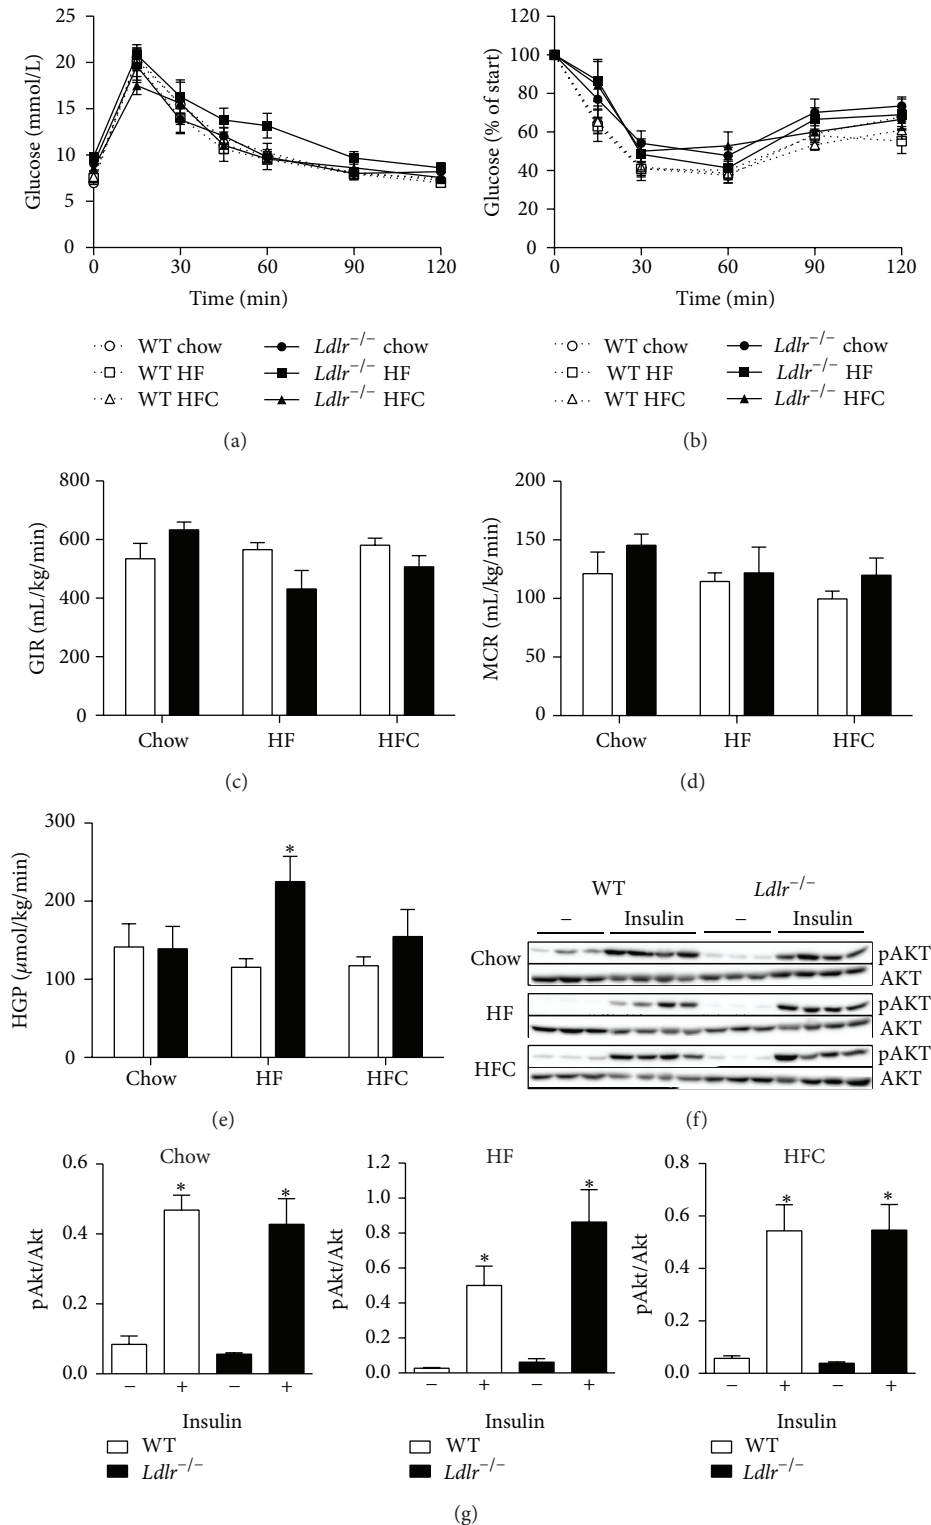 25
20
15
10
5
0
Glucose (mmol/L)
0 30 60 90 120
Time (min)
WT chow
WT HF
WT HFC
Ldlr−/− chow
Ldlr−/− HF
Ldlr−/− HFC
(a)
120
100
80
60
40
20
0
Glucose (% of start)
0 30 60 90 120
Time (min)
WT chow
WT HF
WT HFC
Ldlr−/− chow
Ldlr−/− HF
Ldlr−/− HFC
(b)
800
600
400
200
0
GIR (mL/kg/min)
Chow HF HFC
(c)
200
150
100
50
0
MCR (mL/kg/min)
Chow HF HFC
(d)
300
200
100
0
HGP (μmol/kg/min)
*
Chow HF HFC
(e)
WT Ldlr−/−
− Insulin − Insulin
Chow pAKT
AKT
HF pAKT
AKT
HFC pAKT
AKT
(f)
Chow
0.6
0.4
0.2
0.0
pAkt/Akt
* *
− + − +
Insulin
WT
Ldlr−/−
HF
1.2
1.0
0.8
0.6
0.4
0.2
0.0
pAkt/Akt
* *
− + − +
Insulin
WT
Ldlr−/−
HFC
0.8
0.6
0.4
0.2
0.0
pAkt/Akt
* *
− + − +
Insulin
WT
Ldlr−/−
(g)